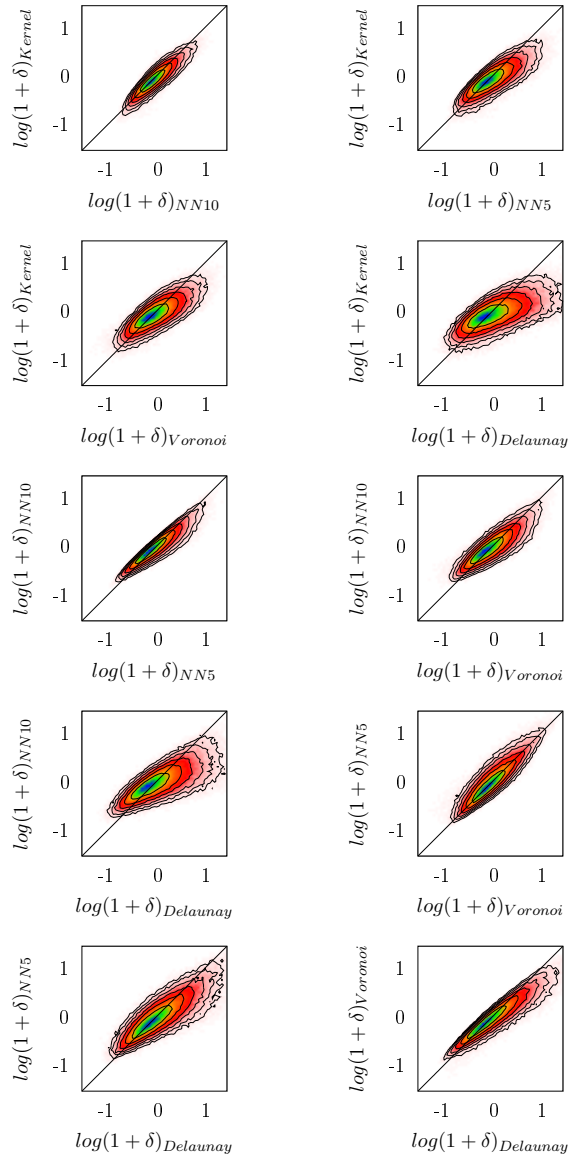 log(1 + δ)Kernel
1
0
-1
-1 0 1
log(1 + δ)NN10
log(1 + δ)Kernel
1
0
-1
-1 0 1
log(1 + δ)NN5
log(1 + δ)Kernel
1
0
-1
-1 0 1
log(1 + δ)Voronoi
log(1 + δ)Kernel
1
0
-1
-1 0 1
log(1 + δ)Delaunay
log(1 + δ)NN10
1
0
-1
-1 0 1
log(1 + δ)NN5
log(1 + δ)NN10
1
0
-1
-1 0 1
log(1 + δ)Voronoi
log(1 + δ)NN10
1
0
-1
-1 0 1
log(1 + δ)Delaunay
log(1 + δ)NN5
1
0
-1
-1 0 1
log(1 + δ)Voronoi
log(1 + δ)NN5
1
0
-1
-1 0 1
log(1 + δ)Delaunay
log(1 + δ)Voronoi
1
0
-1
-1 0 1
log(1 + δ)Delaunay